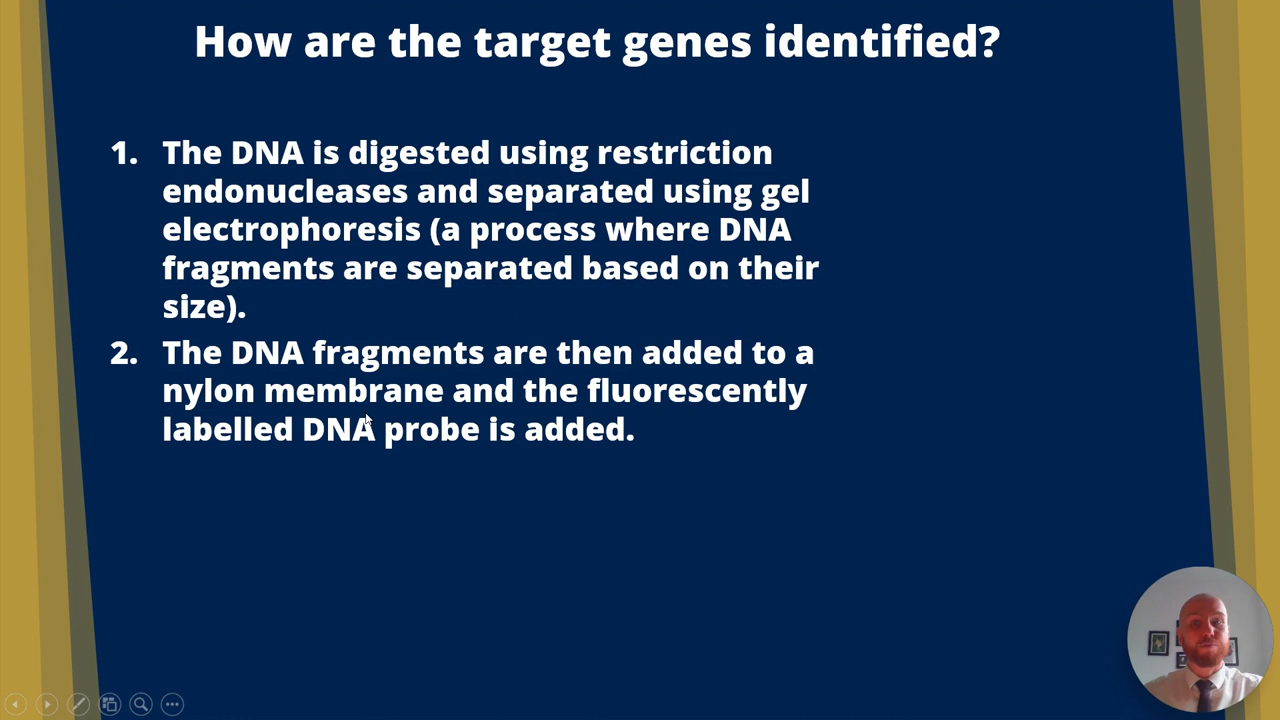 How are the target genes identified?
1. The DNA is digested using restriction
endonucleases and separated using gel
electrophoresis (a process where DNA
fragments are separated based on their
size).
2. The DNA fragments are then added to a
nylon membrane and the fluorescently
labelled DNA probe is added.